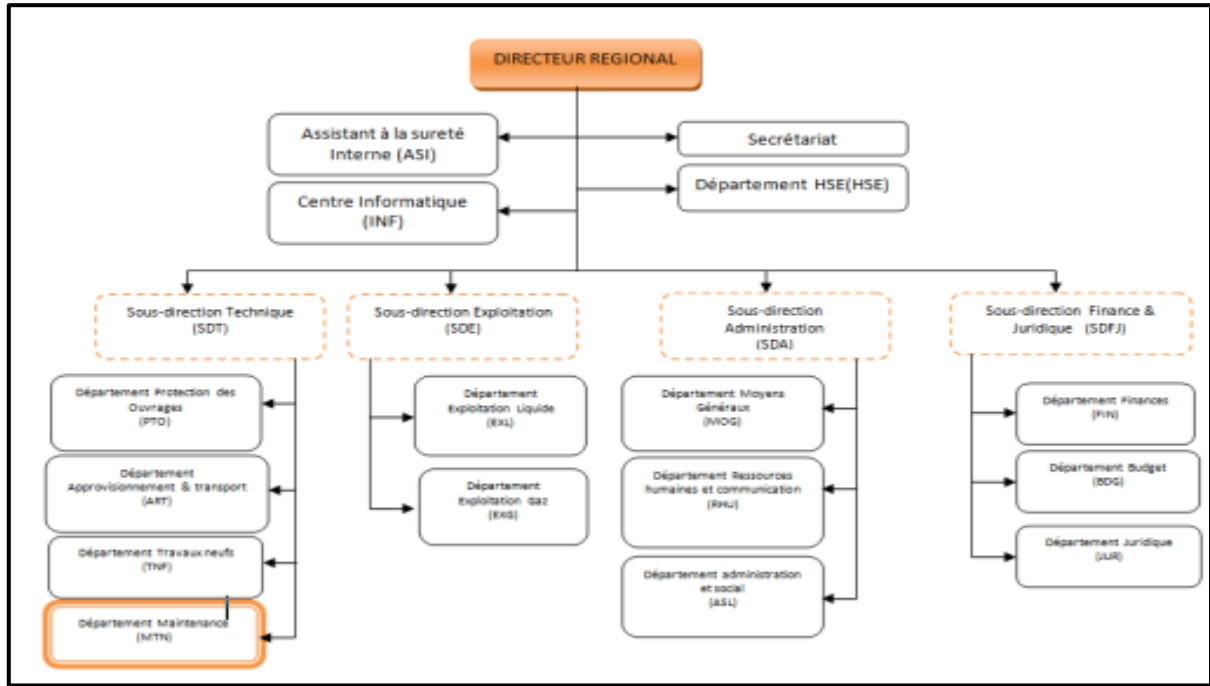 DIRECTEUR REGIONAL
Assistant à la sureté
Interne (ASI)
Secrétariat
Centre Informatique
(INF)
Département HSE(HSE)
Sous-direction Technique
(SDT)
Sous-direction Exploitation
(SDE)
Sous-direction
Administration
(SDA)
Sous-direction Finance &
Juridique (SDFJ)
Département Protection des
Ouvrages
(PTO)
Département
Approvisionnement & transport
(ART)
Département Travaux neufs
(TNF)
Département Maintenance
(MTN)
Département
Exploitation Liquide
(EXL)
Département
Exploitation Gaz
(EXG)
Département Moyens
Généraux
(MOG)
Département Ressources
humaines et communication
(RHU)
Département administration
et social
(ASL)
Département Finances
(FIN)
Département Budget
(BDG)
Département Juridique
(JUR)